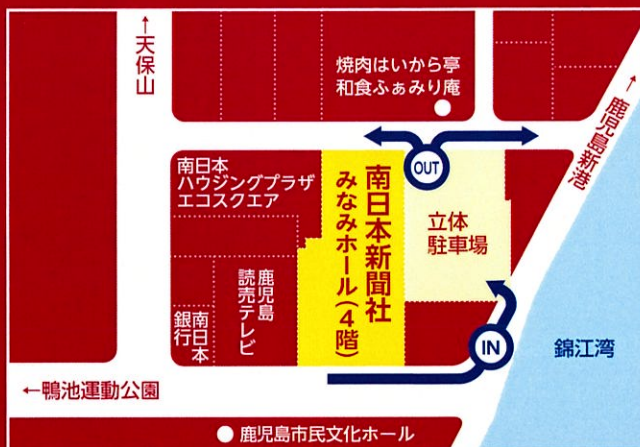 ↑天保山
焼肉はいから亭
和食ふぁみり庵
↑鹿児島新港
南日本
ハウジングプラザ
エコスクエア
OUT
南日本新聞社
みなみホール(4階)
立体
駐車場
鹿児島
読売テレビ
南日本
銀行
IN
錦江湾
←鴨池運動公園
鹿児島市民文化ホール